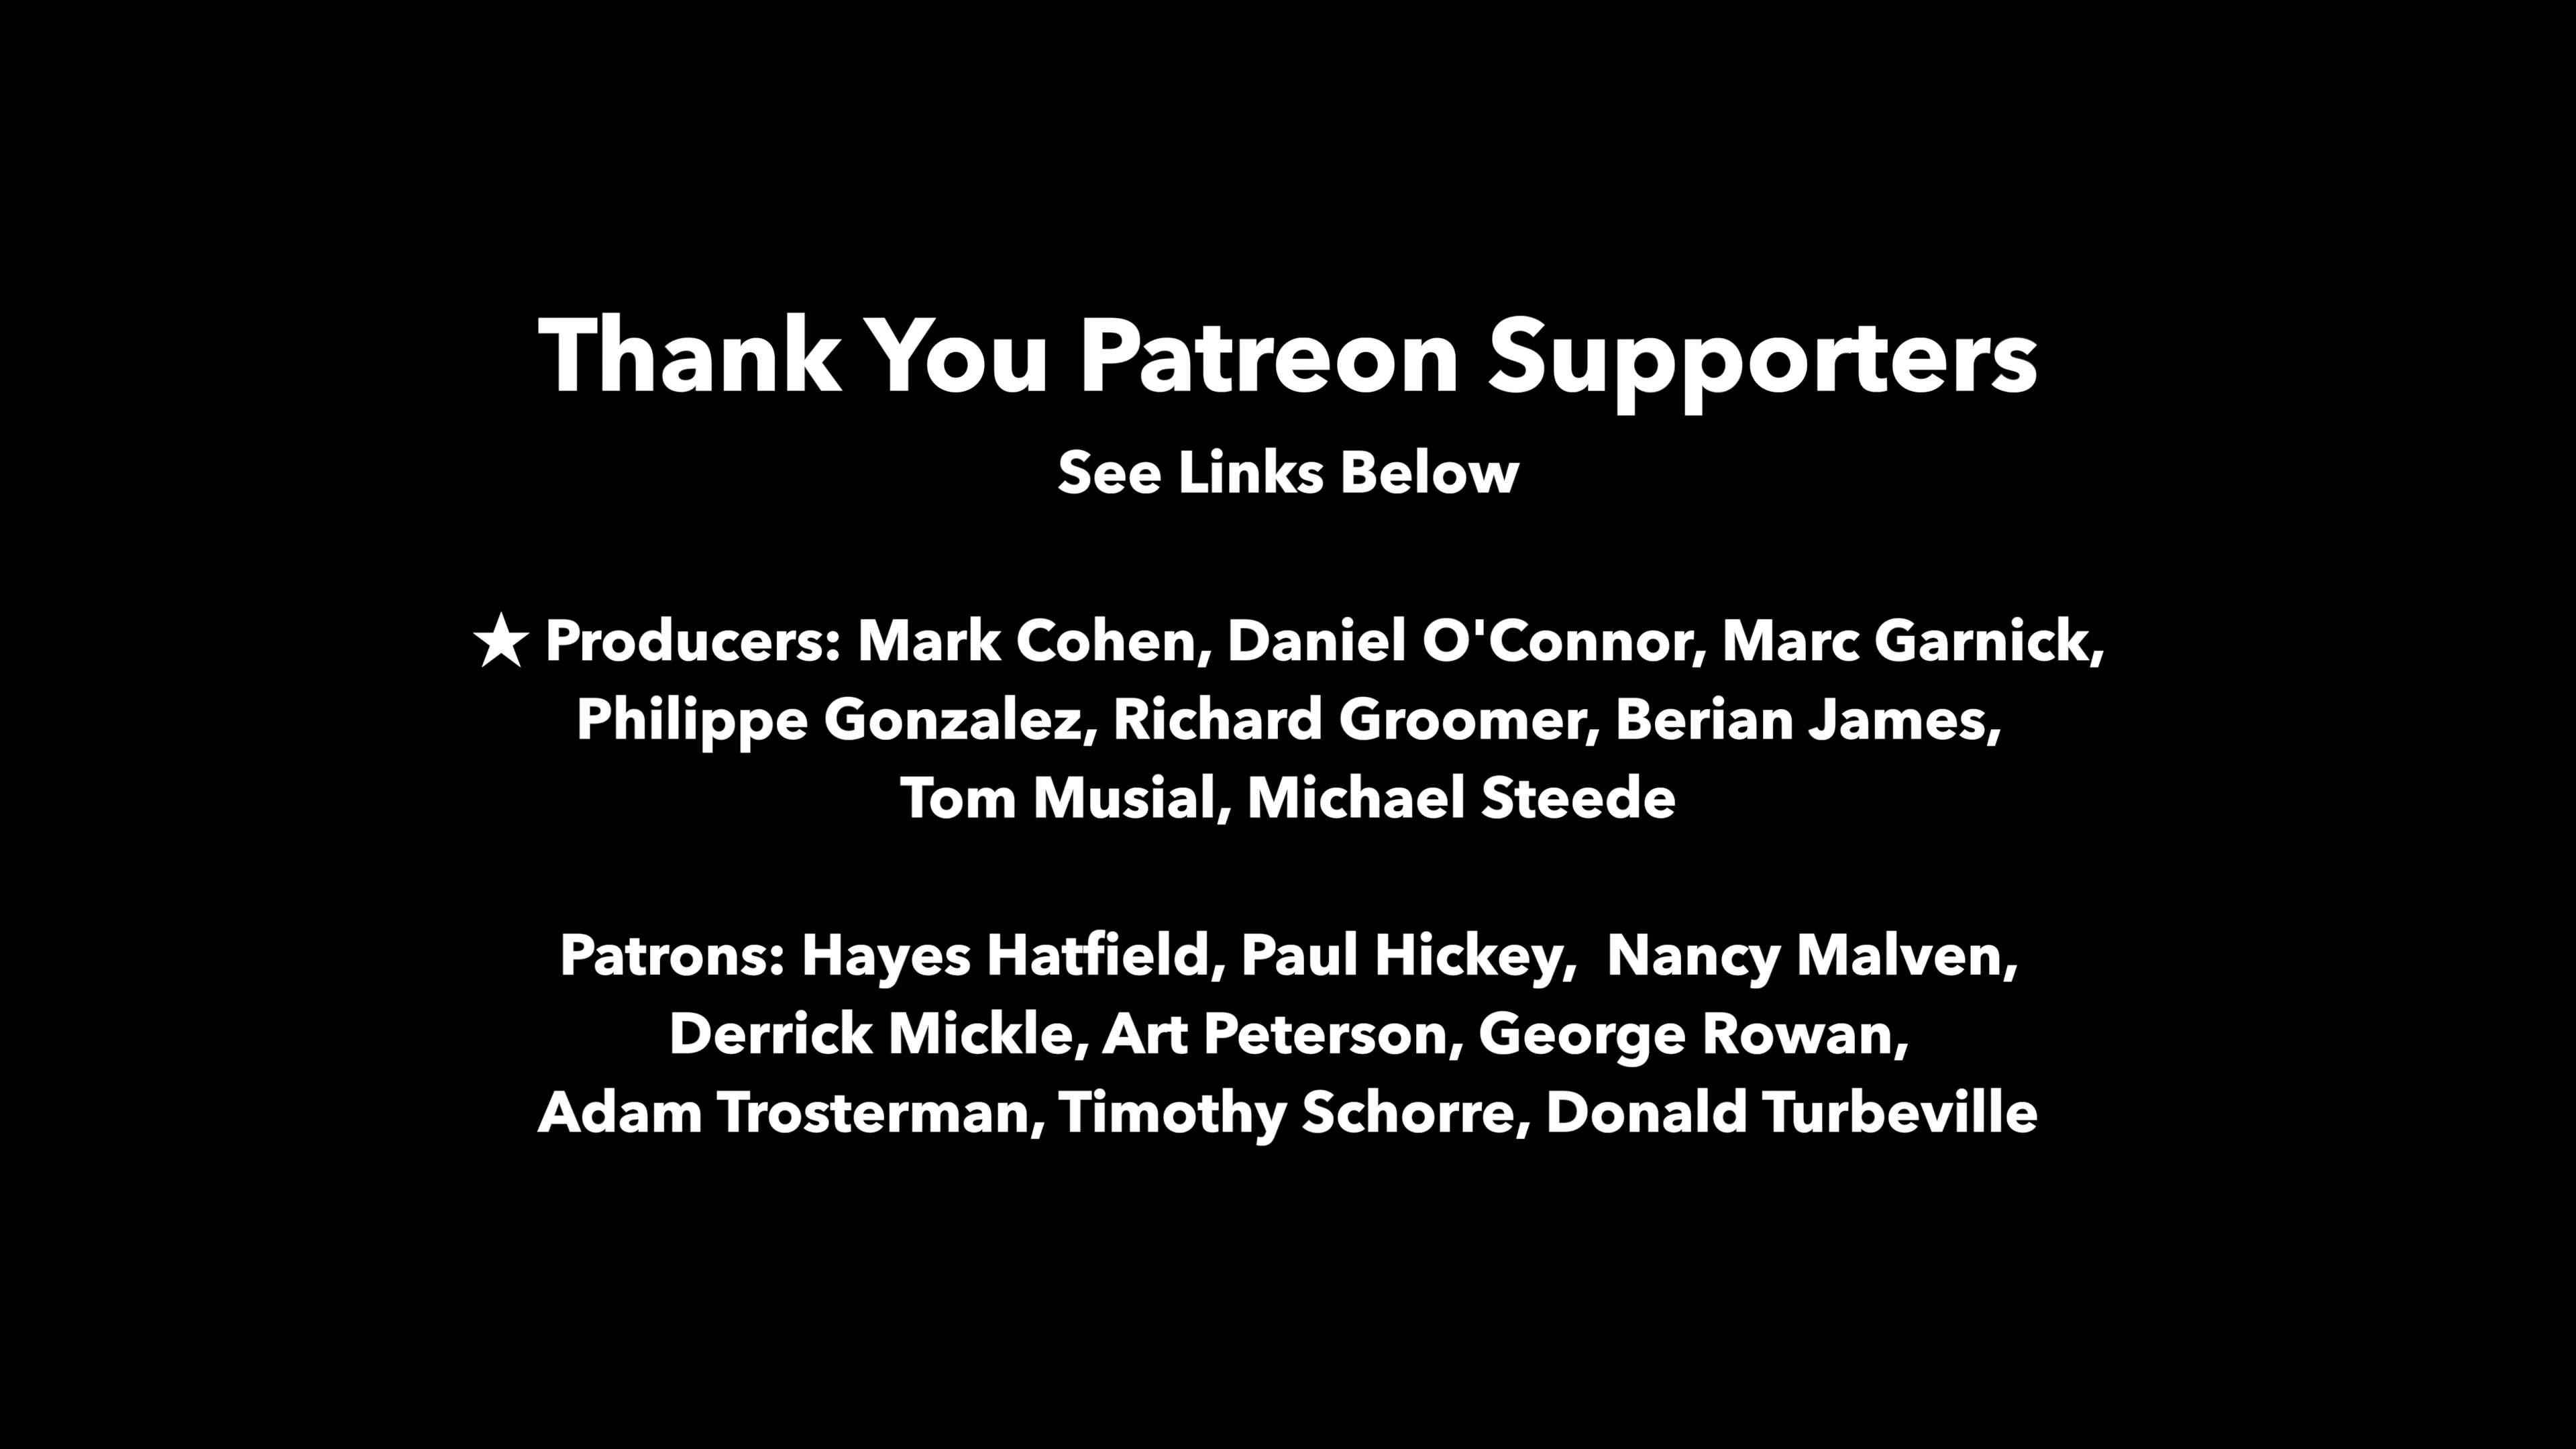 Thank You Patreon Supporters
See Links Below
★ Producers: Mark Cohen, Daniel O'Connor, Marc Garnick,
Philippe Gonzalez, Richard Groomer, Berian James,
Tom Musial, Michael Steede
Patrons: Hayes Hatfield, Paul Hickey,  Nancy Malven,
Derrick Mickle, Art Peterson, George Rowan,
Adam Trosterman, Timothy Schorre, Donald Turbeville